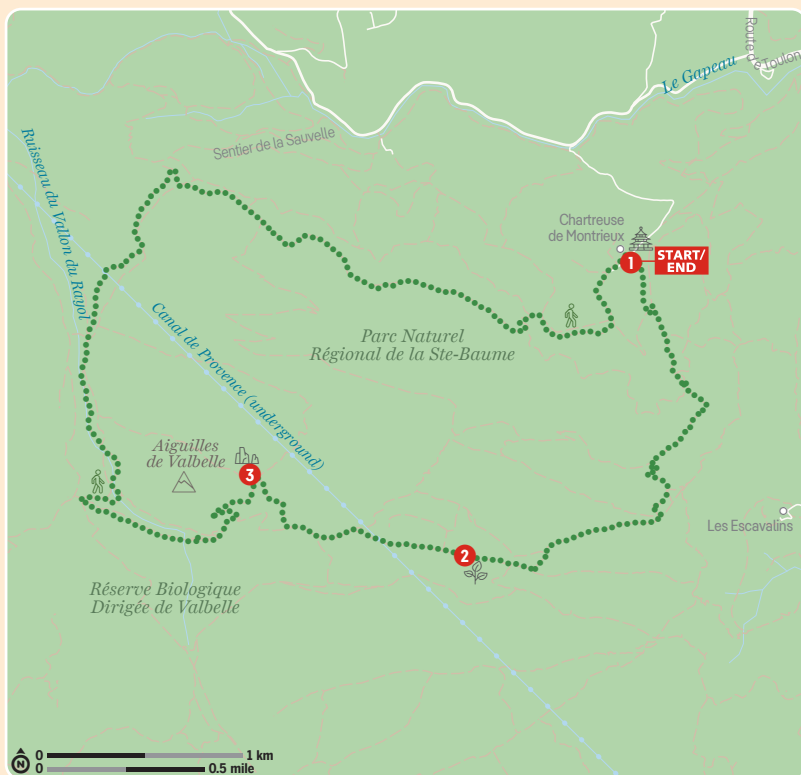 Route de Toulon
Le Gapeau
Sentier de la Sauvelle
Ruisseau du Vallon du Rayol
Chartreuse
de Montrieux
1
START/
END
Canal de Provence (underground)
Parc Naturel
Régional de la Ste-Baume
Aiguilles
de Valbelle
3
Les Escavalins
2
Réserve Biologique
Dirigée de Valbelle
N
0 1 km
0 0.5 mile